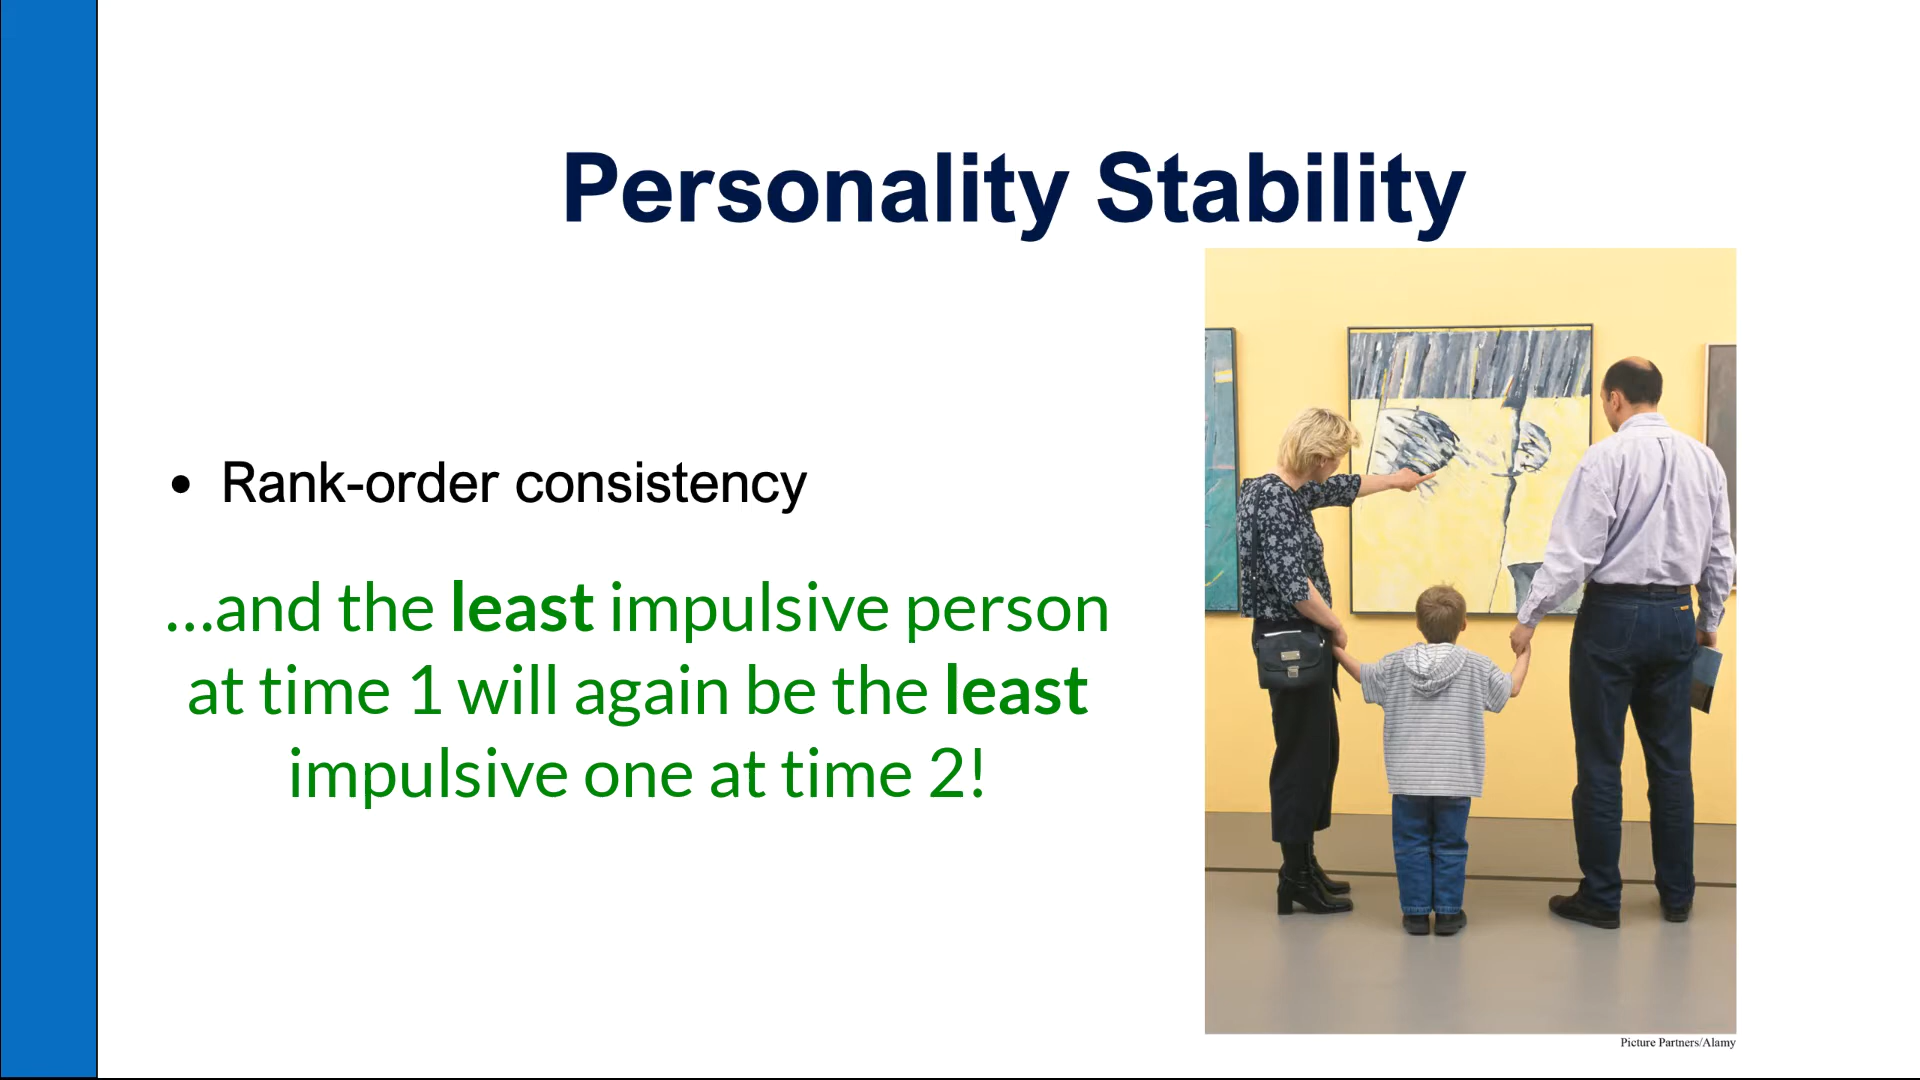 Personality Stability
• Rank-order consistency
…and the least impulsive person
at time 1 will again be the least
impulsive one at time 2!
Picture Partners/Alamy